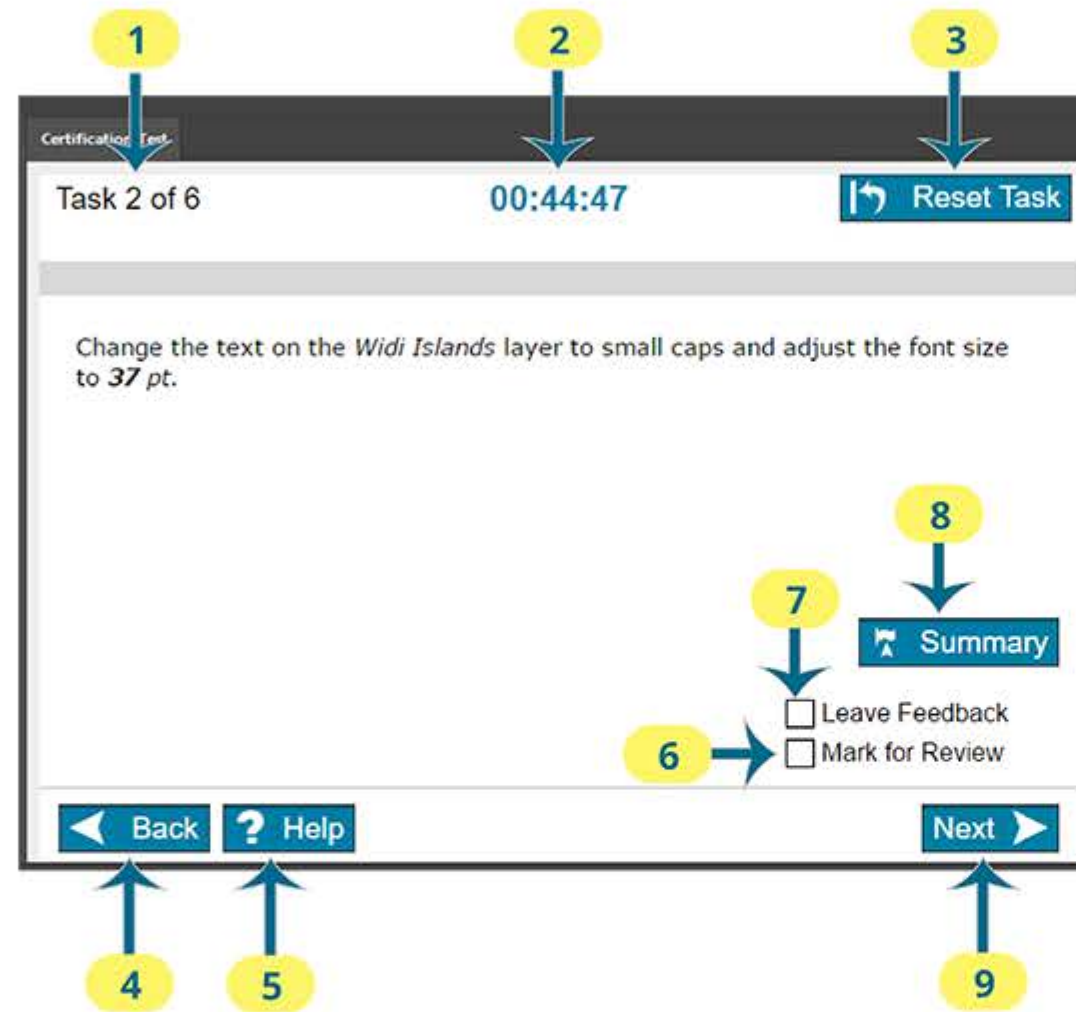 1 2 3
Certification Test
Task 2 of 6 00:44:47 Reset Task
Change the text on the Widi Islands layer to small caps and adjust the font size
to 37 pt.
8
7
Summary
Leave Feedback
6 Mark for Review
Back ? Help Next
4 5 9